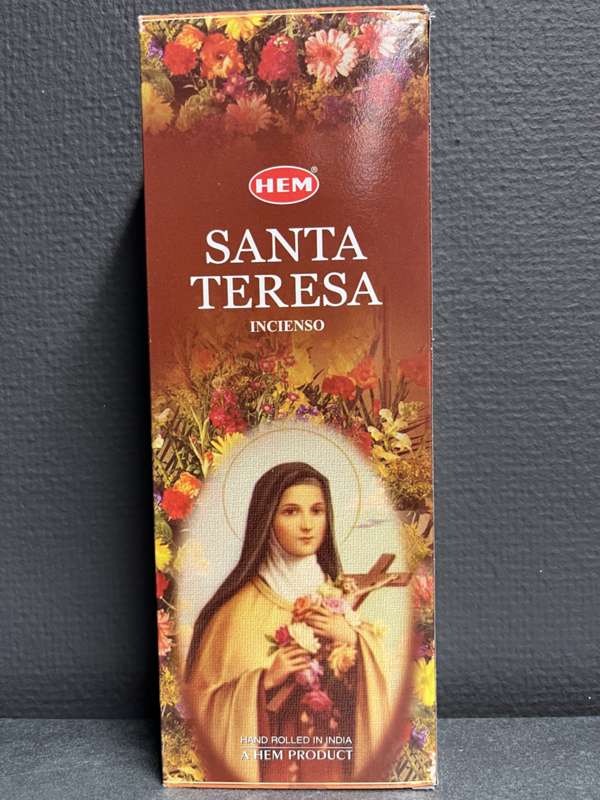 HEM®
SANTA
TERESA
INCIENSO
HAND ROLLED IN INDIA
A HEM PRODUCT